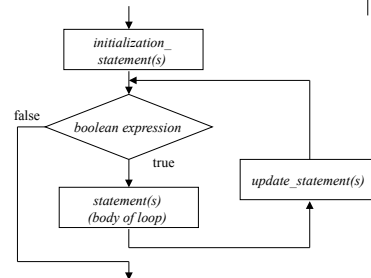 initialization_
statement(s)
false
boolean expression
true
statement(s)
(body of loop)
update_statement(s)